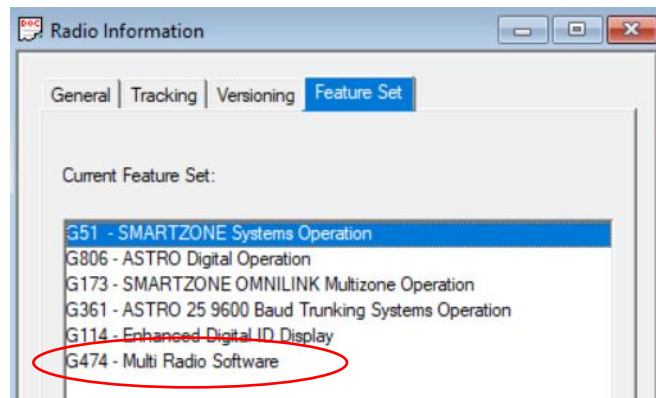 DOC
Radio Information
General Tracking Versioning Feature Set
Current Feature Set:
G51 - SMARTZONE Systems Operation
G806 - ASTRO Digital Operation
G173 - SMARTZONE OMNILINK Multizone Operation
G361 - ASTRO 25 9600 Baud Trunking Systems Operation
G114 - Enhanced Digital ID Display
G474 - Multi Radio Software